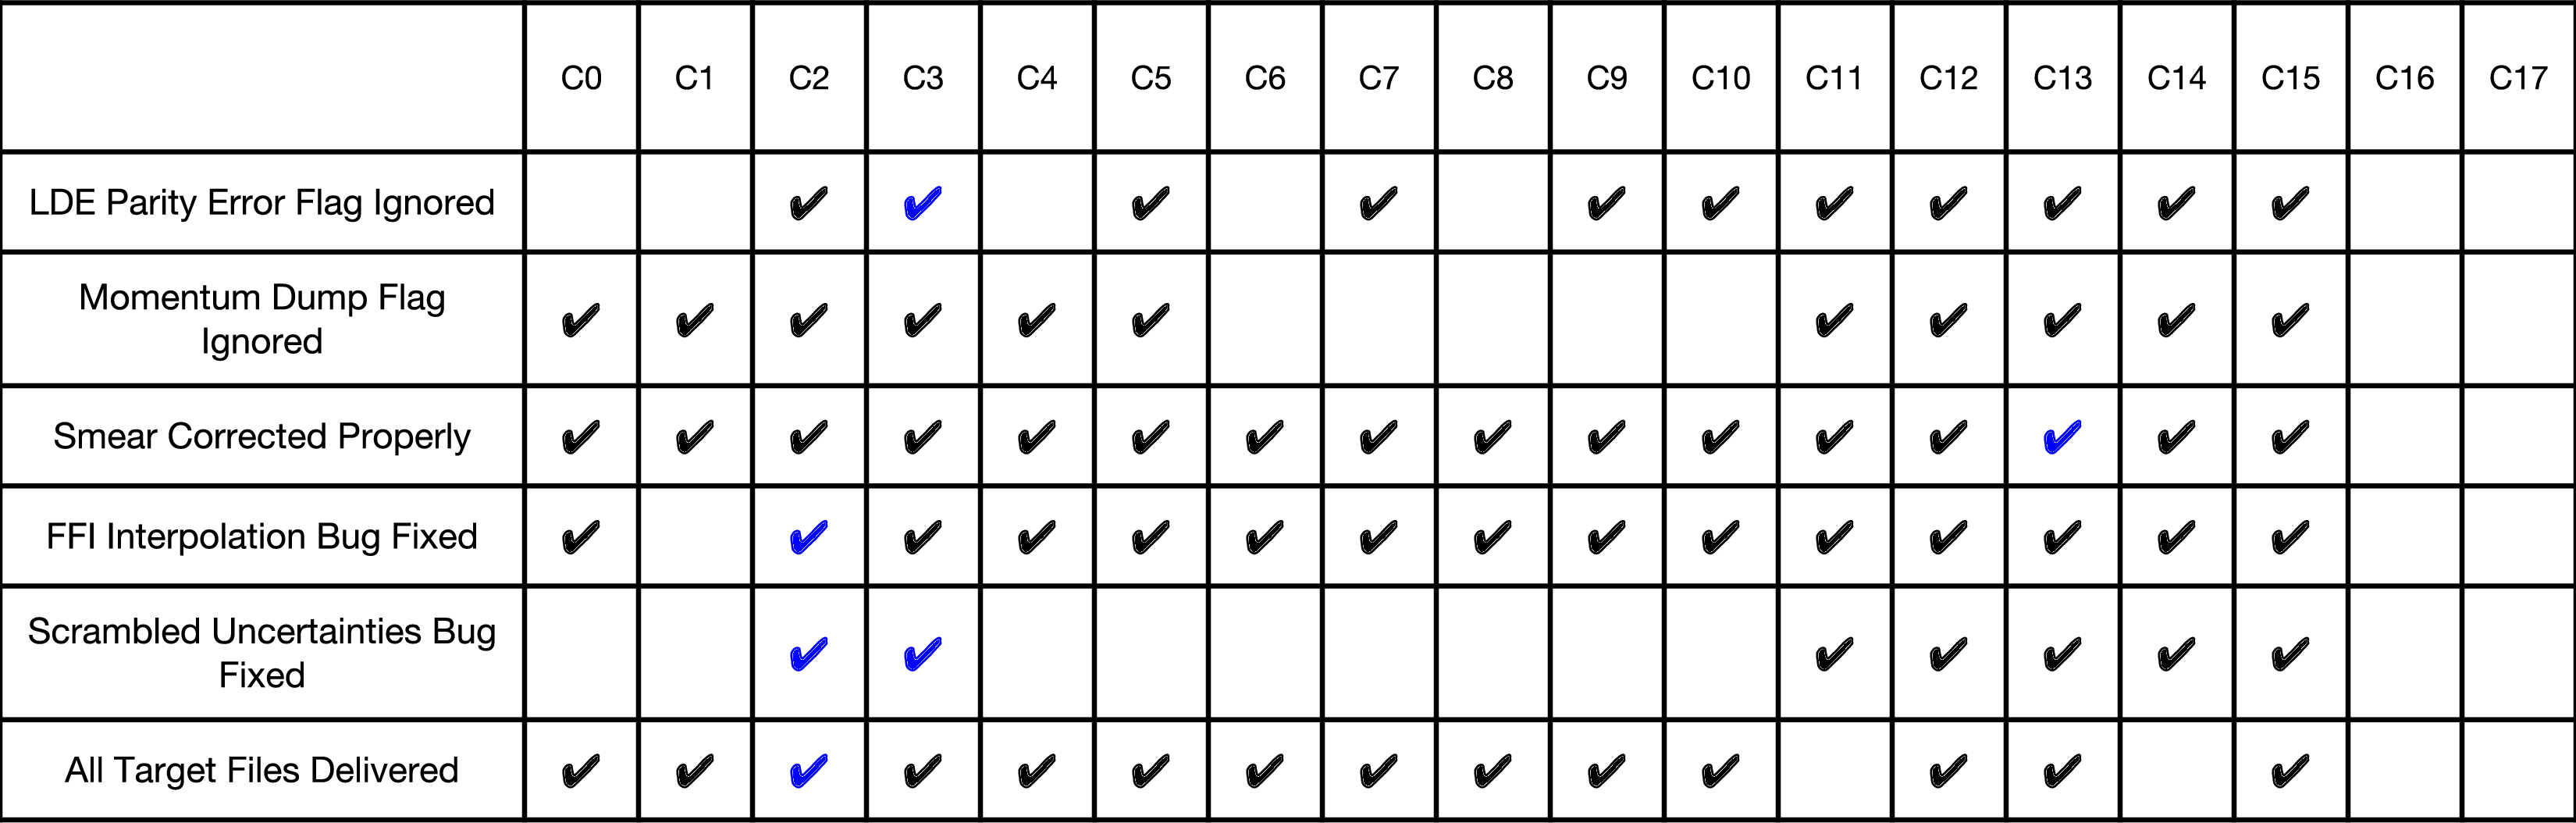 C0 C1 C2 C3 C4 C5 C6 C7 C8 C9 C10 C11 C12 C13 C14 C15 C16 C17
LDE Parity Error Flag Ignored ✔ ✔ ✔ ✔ ✔ ✔ ✔ ✔ ✔ ✔ ✔
Momentum Dump Flag
Ignored ✔ ✔ ✔ ✔ ✔ ✔ ✔ ✔ ✔ ✔ ✔
Smear Corrected Properly ✔ ✔ ✔ ✔ ✔ ✔ ✔ ✔ ✔ ✔ ✔ ✔ ✔ ✔ ✔ ✔
FFI Interpolation Bug Fixed ✔ ✔ ✔ ✔ ✔ ✔ ✔ ✔ ✔ ✔ ✔ ✔ ✔ ✔ ✔
Scrambled Uncertainties Bug
Fixed ✔ ✔ ✔ ✔ ✔ ✔ ✔
All Target Files Delivered ✔ ✔ ✔ ✔ ✔ ✔ ✔ ✔ ✔ ✔ ✔ ✔ ✔ ✔